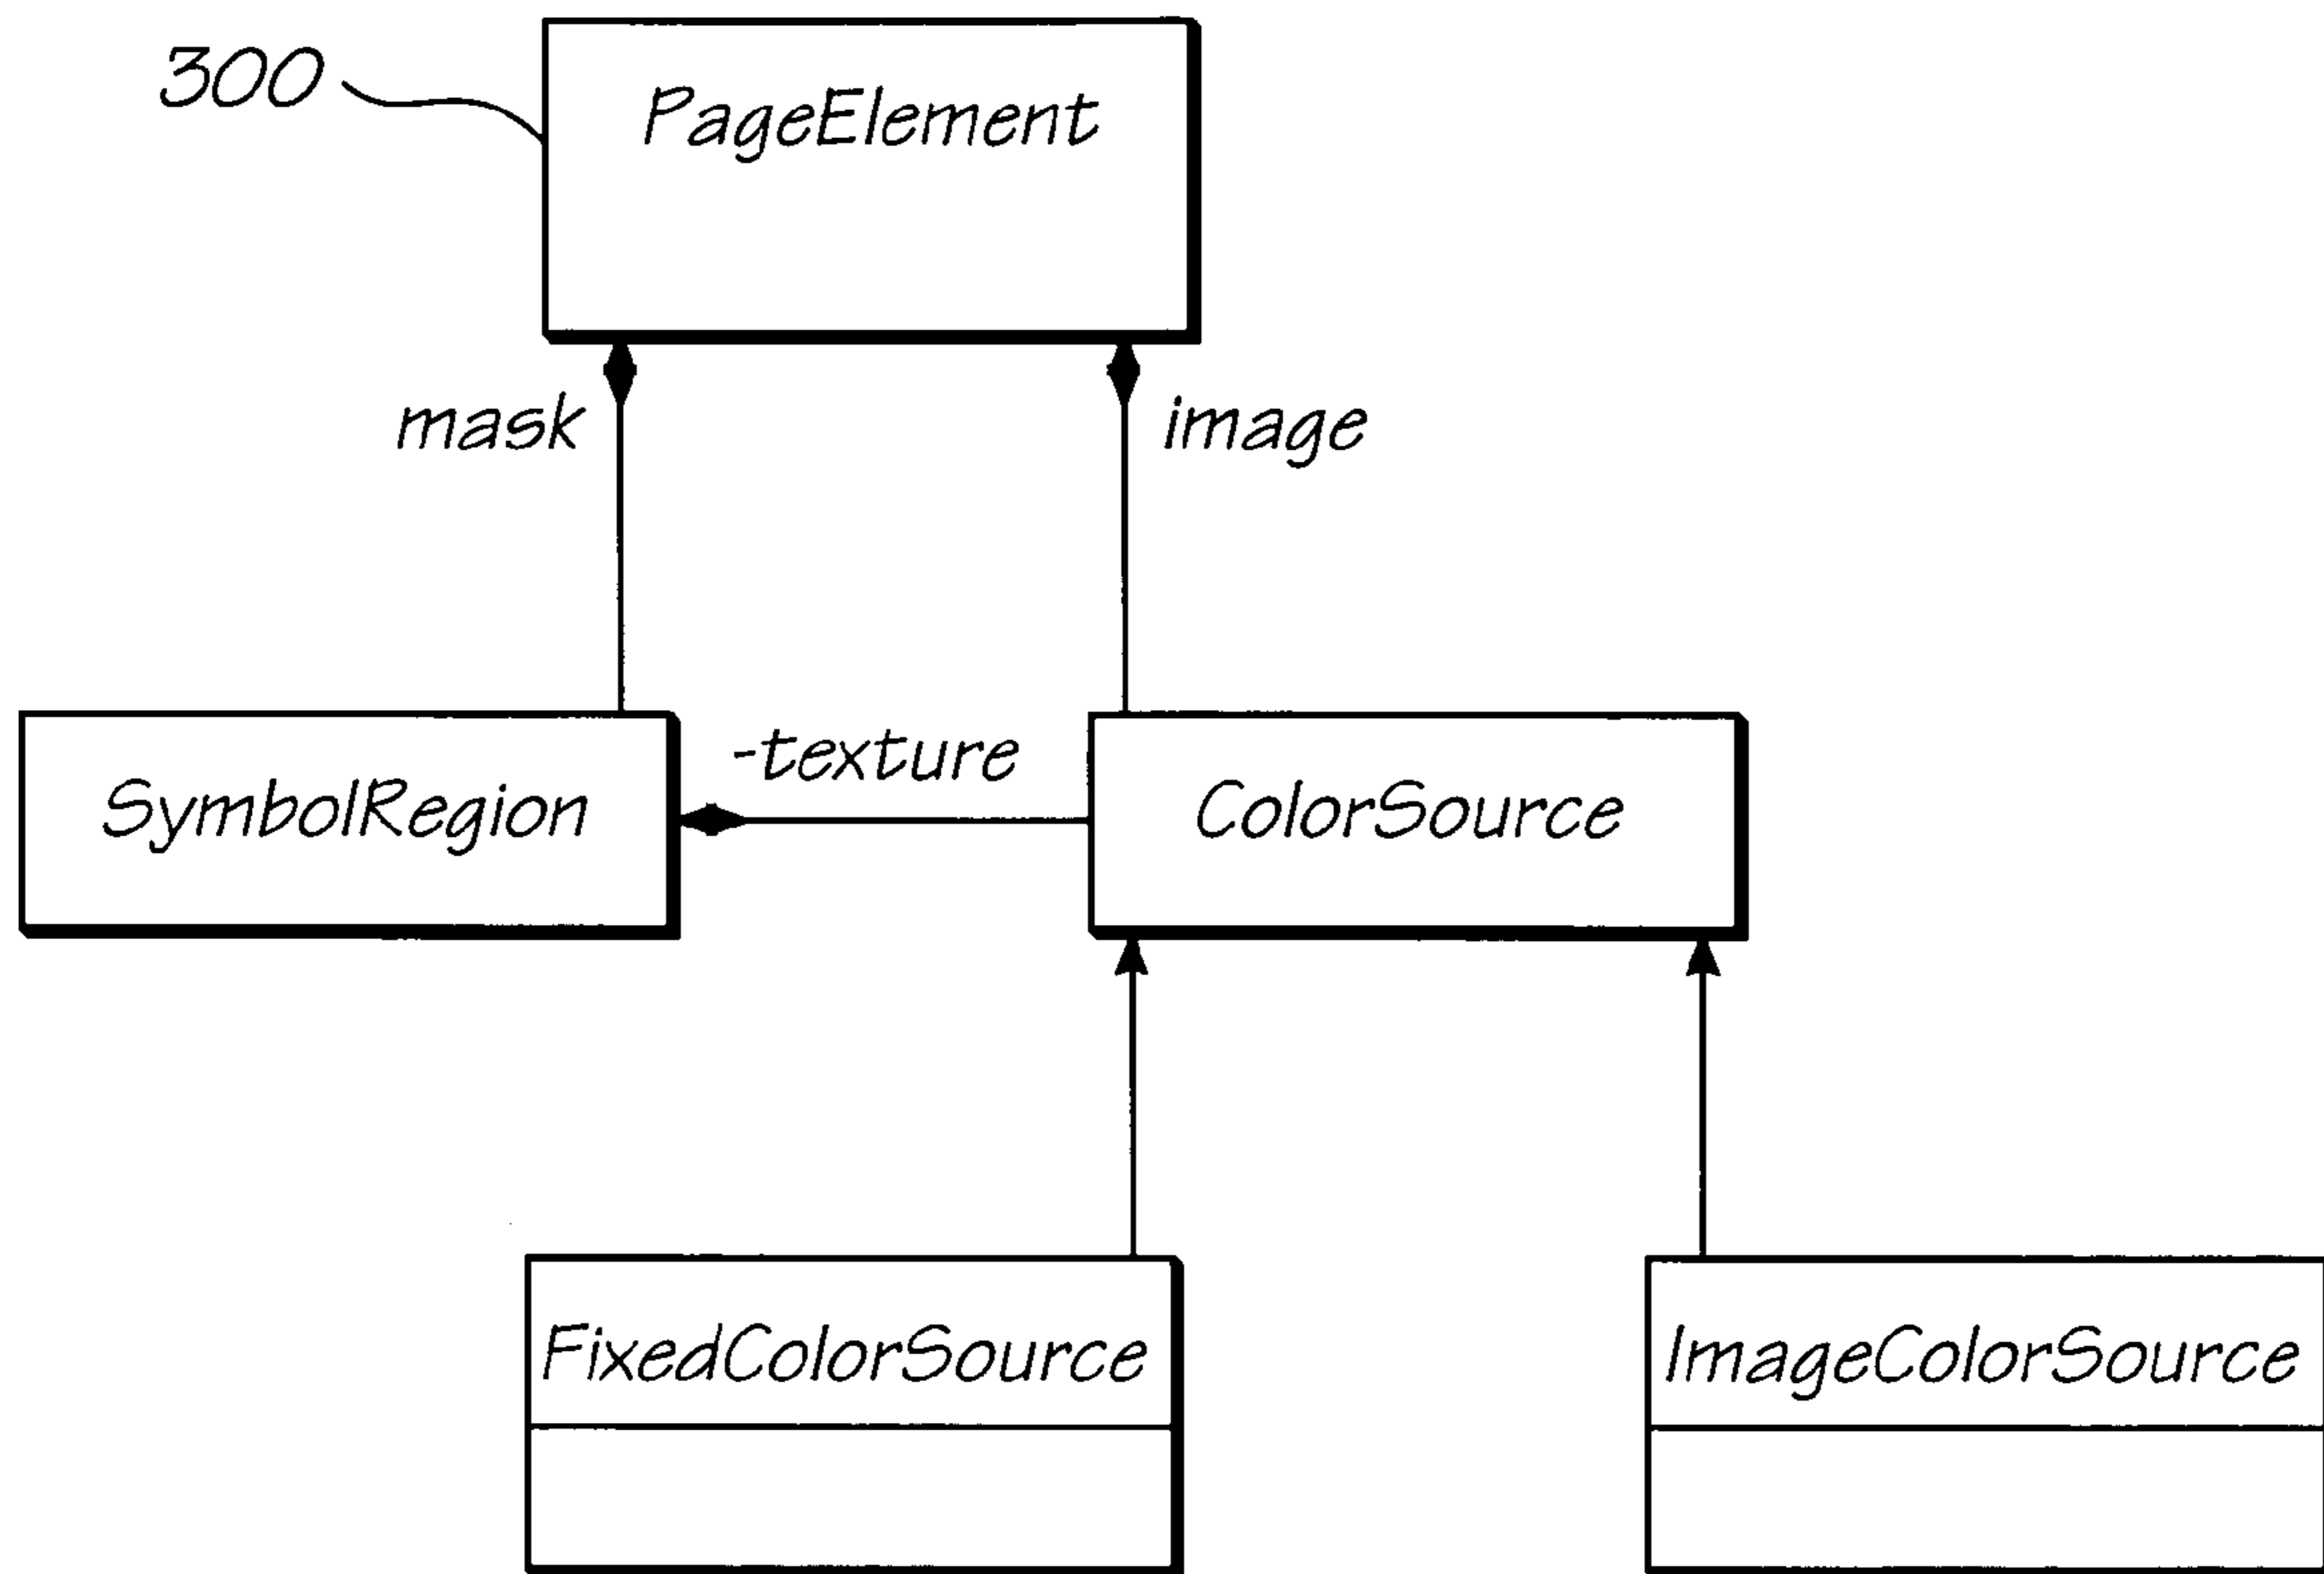 300
PageElement
mask
image
-texture
SymbolRegion
ColorSource
FixedColorSource
ImageColorSource